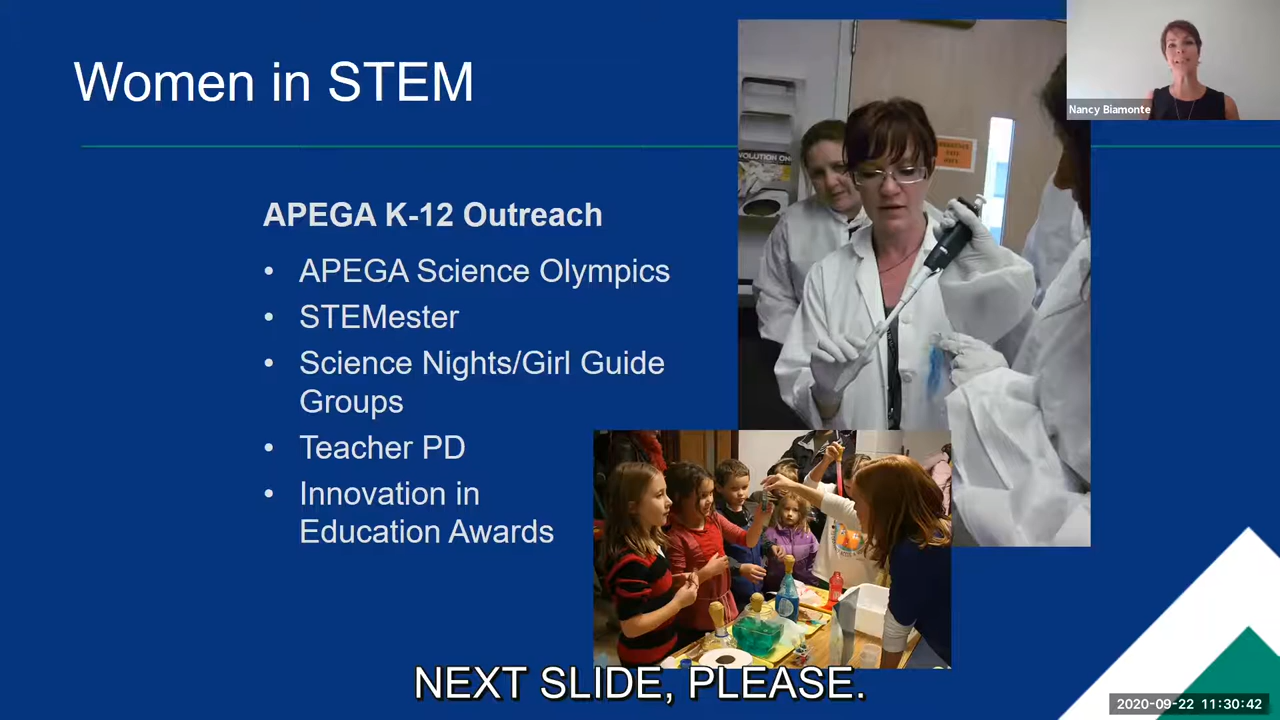 Women in STEM
Nancy Biamonte
APEGA K-12 Outreach
• APEGA Science Olympics
• STEMester
• Science Nights/Girl Guide
Groups
• Teacher PD
• Innovation in
Education Awards
NEXT SLIDE, PLEASE.
2020-09-22 11:30:42